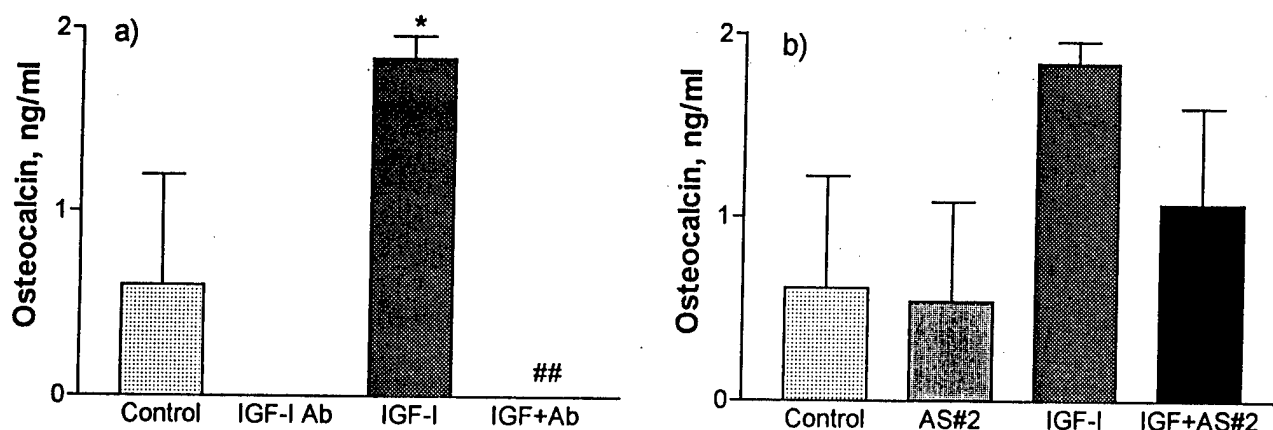 a)
*
Osteocalcin, ng/ml
2
1
0
##
Control IGF-I Ab IGF-I IGF+Ab
b)
Osteocalcin, ng/ml
2
1
0
Control AS#2 IGF-I IGF+AS#2